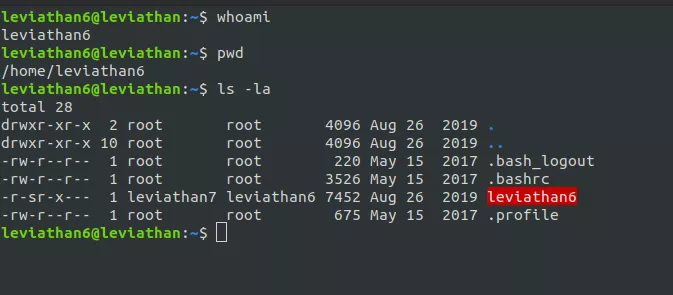 leviathan6@leviathan:~$ whoami
leviathan6
leviathan6@leviathan:~$ pwd
/home/leviathan6
leviathan6@leviathan:~$ ls -la
total 28
drwxr-xr-x  2 root       root       4096 Aug 26  2019 .
drwxr-xr-x 10 root       root       4096 Aug 26  2019 ..
-rw-r--r--  1 root       root        220 May 15  2017 .bash_logout
-rw-r--r--  1 root       root       3526 May 15  2017 .bashrc
-r-sr-x---  1 leviathan7 leviathan6 7452 Aug 26  2019 leviathan6
-rw-r--r--  1 root       root        675 May 15  2017 .profile
leviathan6@leviathan:~$